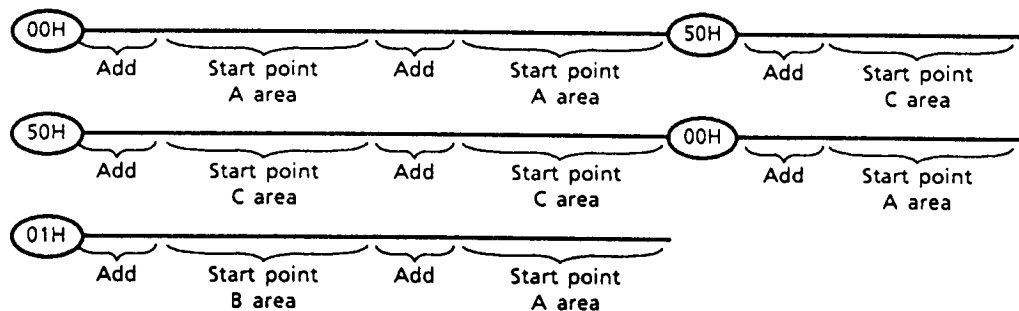 00H 50H
Add Start point Add Start point Add Start point
A area A area C area
50H 00H
Add Start point Add Start point Add Start point
C area C area A area
01H
Add Start point Add Start point
B area A area